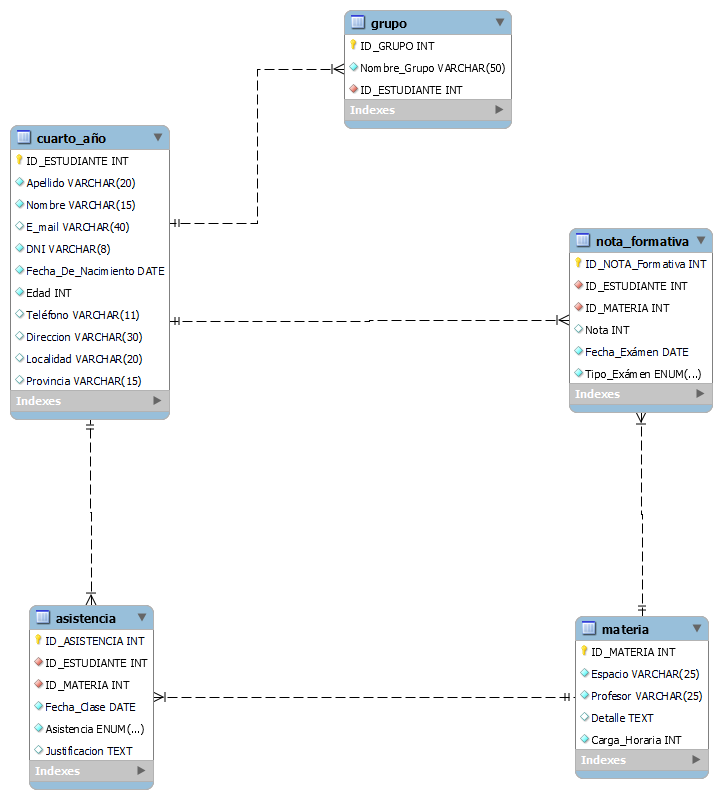 grupo
ID_GRUPO INT
Nombre_Grupo VARCHAR(50)
ID_ESTUDIANTE INT
Indexes
cuarto_año
ID_ESTUDIANTE INT
Apellido VARCHAR(20)
Nombre VARCHAR(15)
E_mail VARCHAR(40)
DNI VARCHAR(8)
Fecha_De_Nacimiento DATE
Edad INT
Teléfono VARCHAR(11)
Direccion VARCHAR(30)
Localidad VARCHAR(20)
Provincia VARCHAR(15)
Indexes
nota_formativa
ID_NOTA_Formativa INT
ID_ESTUDIANTE INT
ID_MATERIA INT
Nota INT
Fecha_Exámen DATE
Tipo_Exámen ENUM(...)
Indexes
asistencia
ID_ASISTENCIA INT
ID_ESTUDIANTE INT
ID_MATERIA INT
Fecha_Clase DATE
Asistencia ENUM(...)
Justificacion TEXT
Indexes
materia
ID_MATERIA INT
Espacio VARCHAR(25)
Profesor VARCHAR(25)
Detalle TEXT
Carga_Horaria INT
Indexes